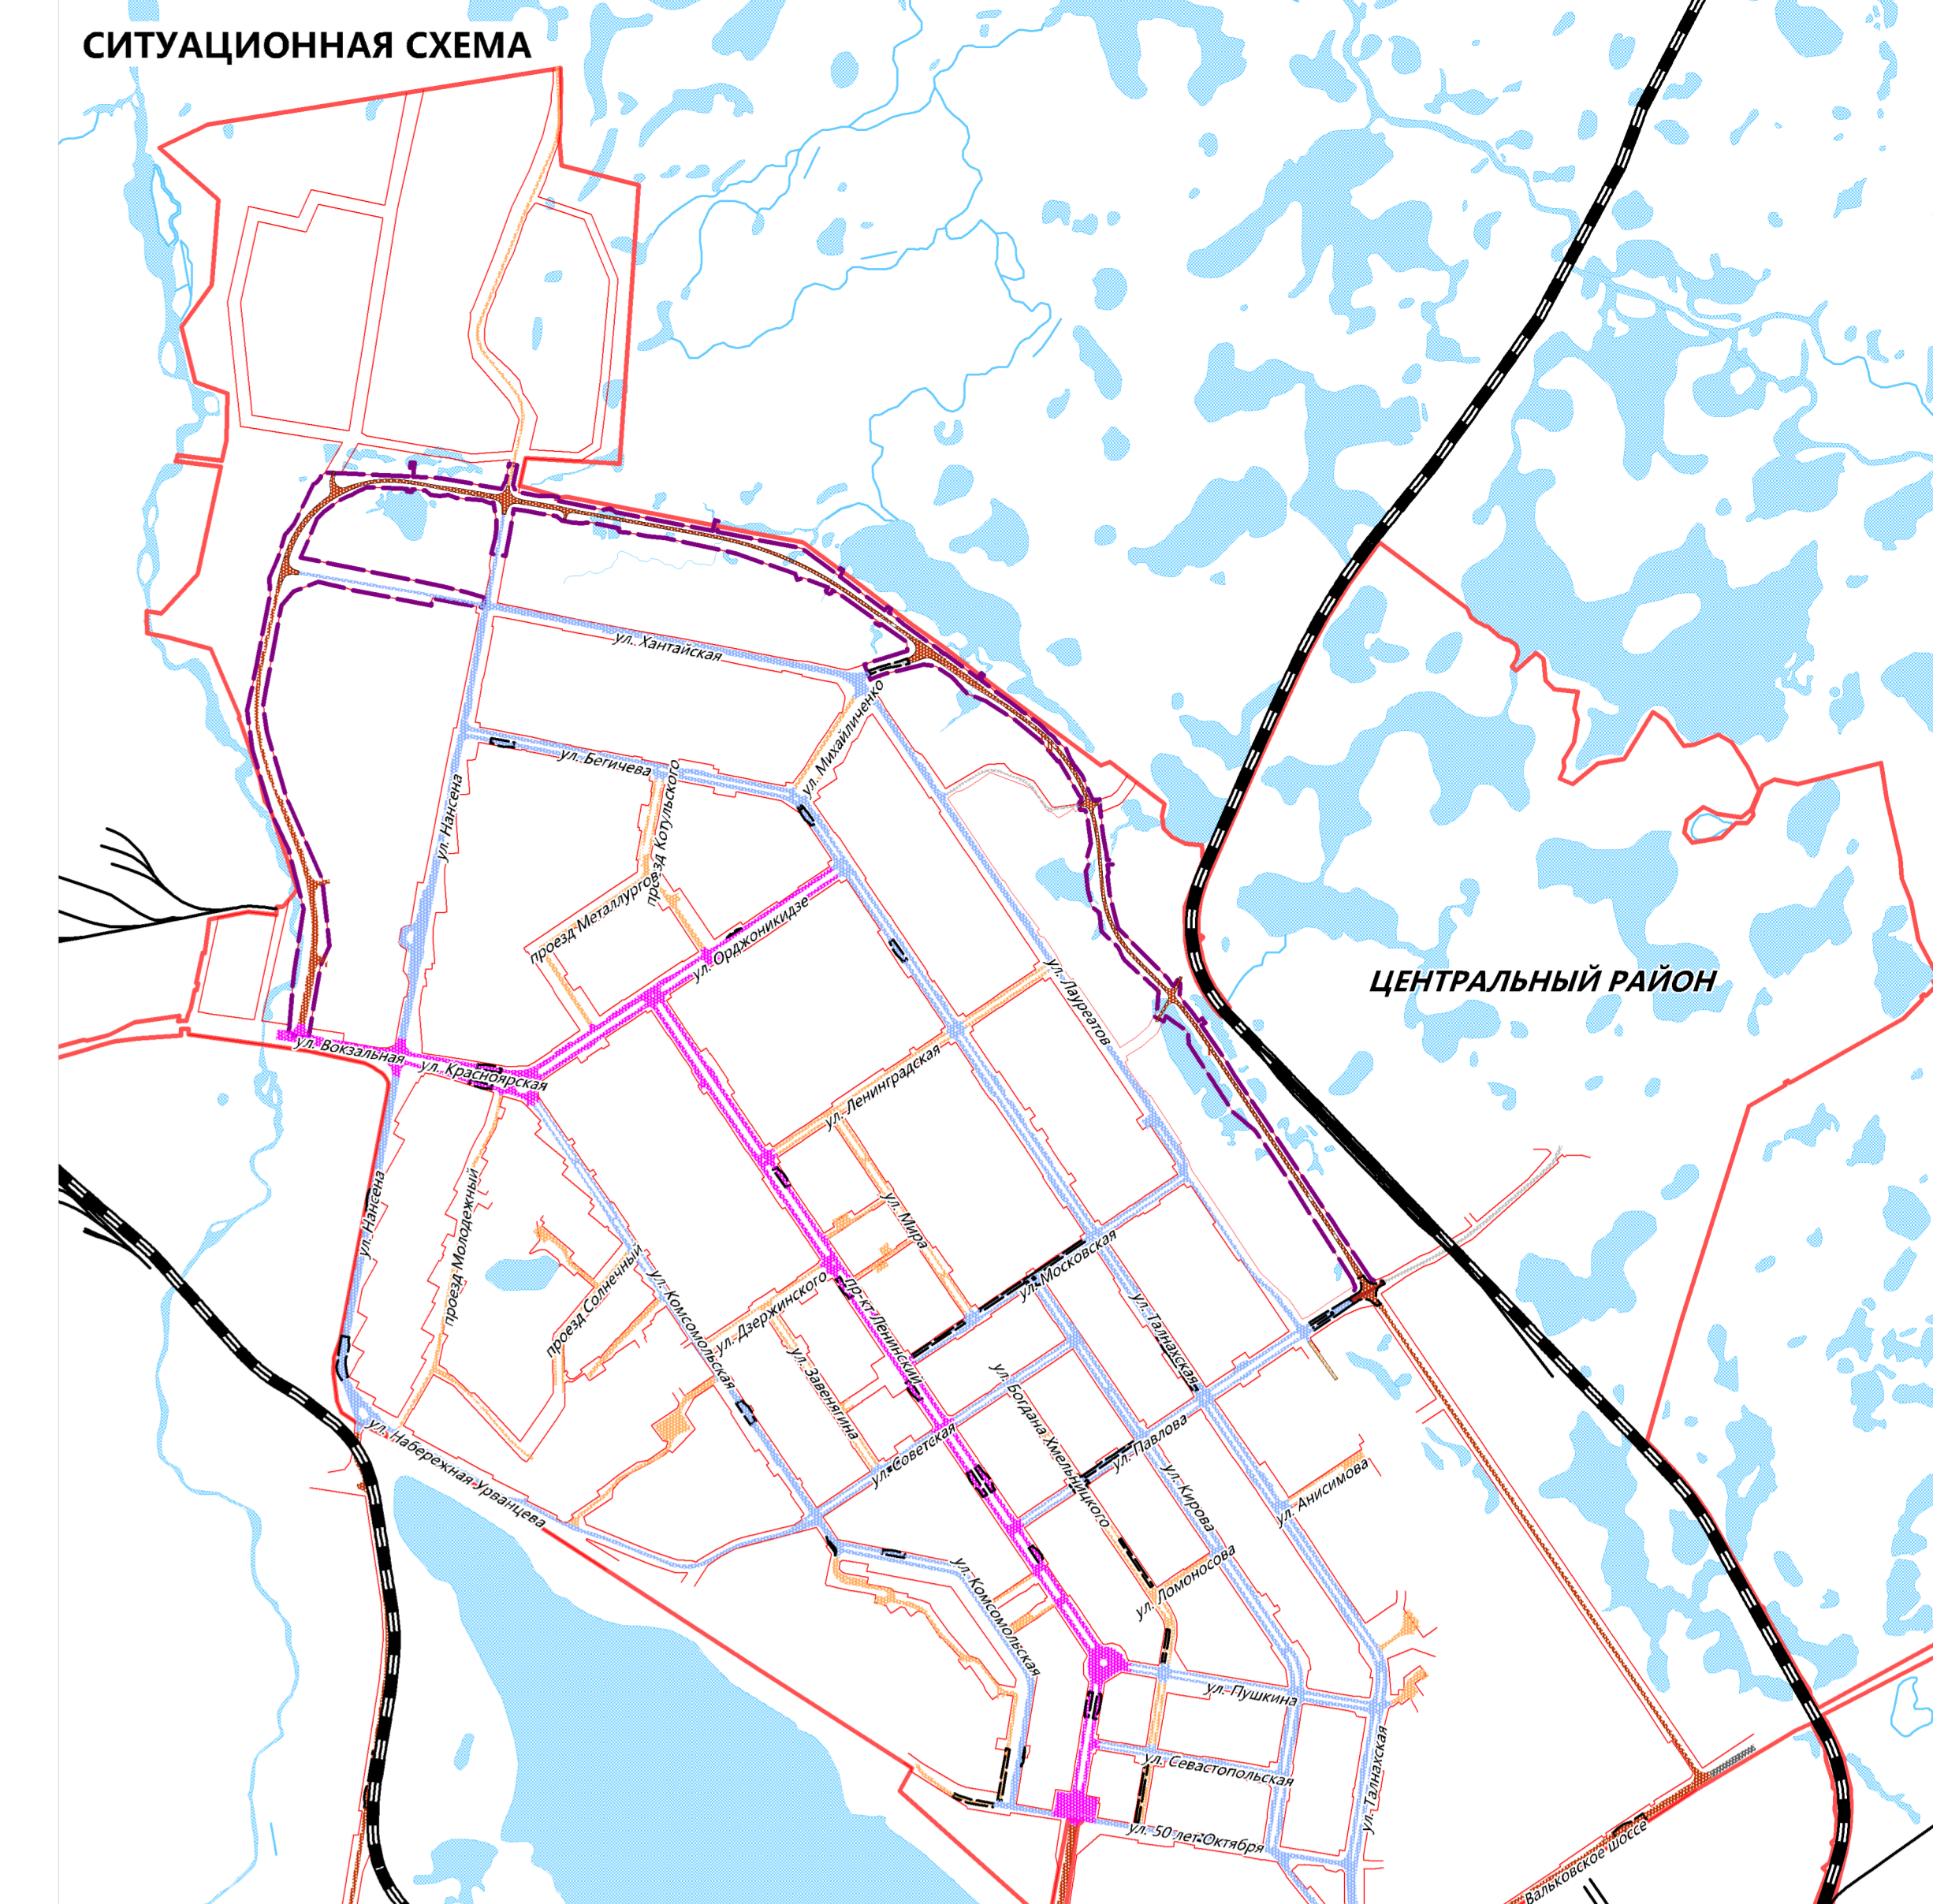 СИТУАЦИОННАЯ СХЕМА
ул. Хантайская
ул. Михайличенко
ул. Бегичева
проезд Котульского
ул. Нансена
проезд Металлургов
ул. Орджоникидзе
ул. Лауреатов
ЦЕНТРАЛЬНЫЙ РАЙОН
ул. Вокзальная
ул. Красноярская
ул. Ленинградская
ул. Нансена
проезд Молодежный
ул. Мира
ул. Московская
проезд Солнечный
ул. Комсомольская
ул. Дзержинского
пр-кт Ленинский
ул. Талнахская
ул. Завенягина
ул. Богдана Хмельницкого
ул. Набережная Урванцева
ул. Советская
ул. Павлова
ул. Кирова
ул. Анисимова
ул. Комсомольская
ул. Ломоносова
ул. Пушкина
ул. Севастопольская
ул. Талнахская
ул. 50 лет Октября
Вальковское шоссе